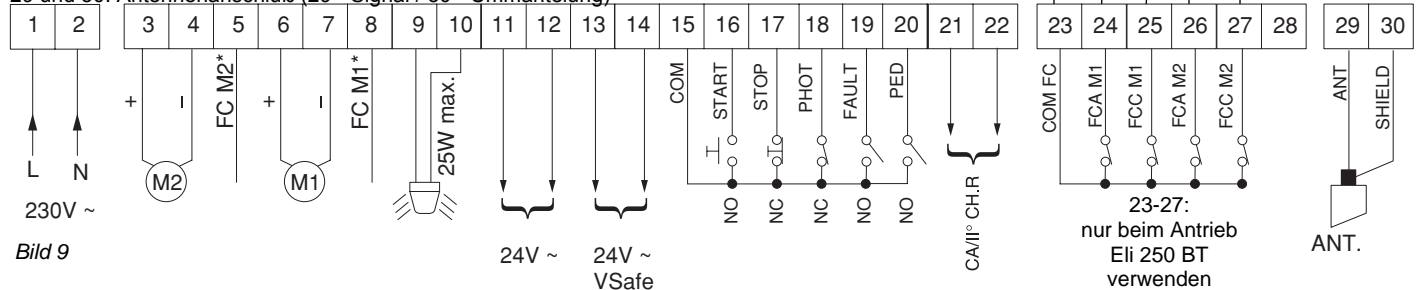 29 und 30: Antennenanschluß (29 - Signal / 30 - Ummantelung)
1 2 3 4 5 6 7 8 9 10 11 12 13 14 15 16 17 18 19 20 21 22 23 24 25 26 27 28 29 30
+ – FC M2* + – FC M1* 25W max. COM START STOP PHOT FAULT PED COM FC FCA M1 FCC M1 FCA M2 FCC M2 ANT SHIELD
L N M2 M1
NO NC NC NO NO
CA/II° CH.R
230V ~
24V ~
24V ~
VSafe
23-27:
nur beim Antrieb
Eli 250 BT
verwenden
ANT.
Bild 9